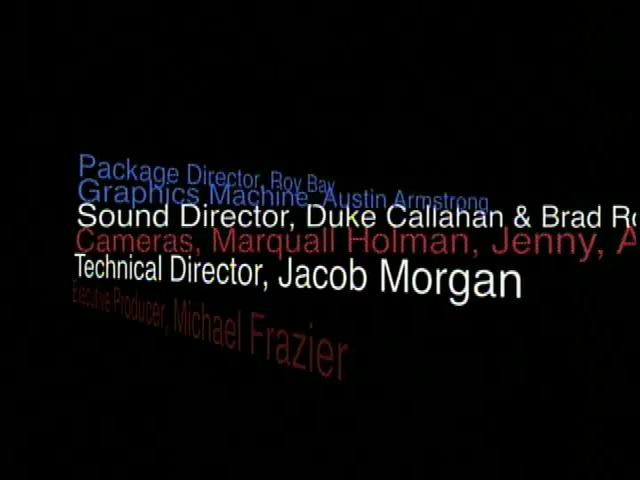 Package Director, Roy Bay
Graphics Machine, Austin Armstrong
Sound Director, Duke Callahan & Brad Ro
Cameras, Marquall Holman, Jenny, A
Technical Director, Jacob Morgan
Executive Producer, Michael Frazier